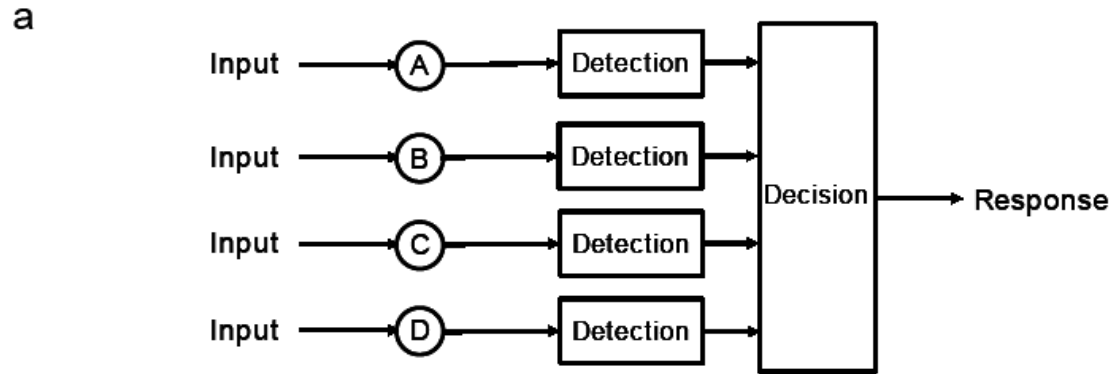 a
Input A Detection
Input B Detection
Decision
Response
Input C Detection
Input D Detection